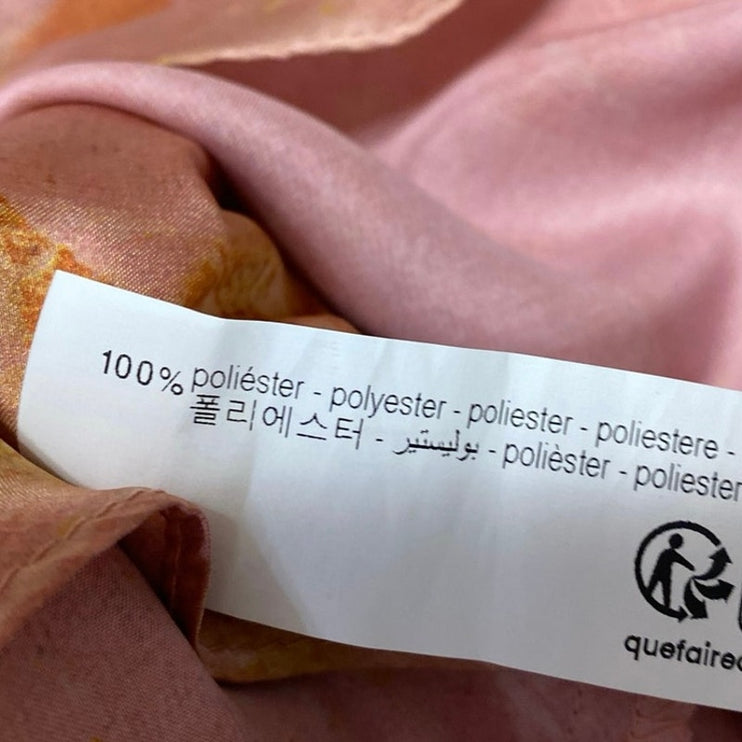 100% poliéster - polyester - poliester - poliestere -
폴리에스터 - بوليستير - polièster - poliester
quefairec